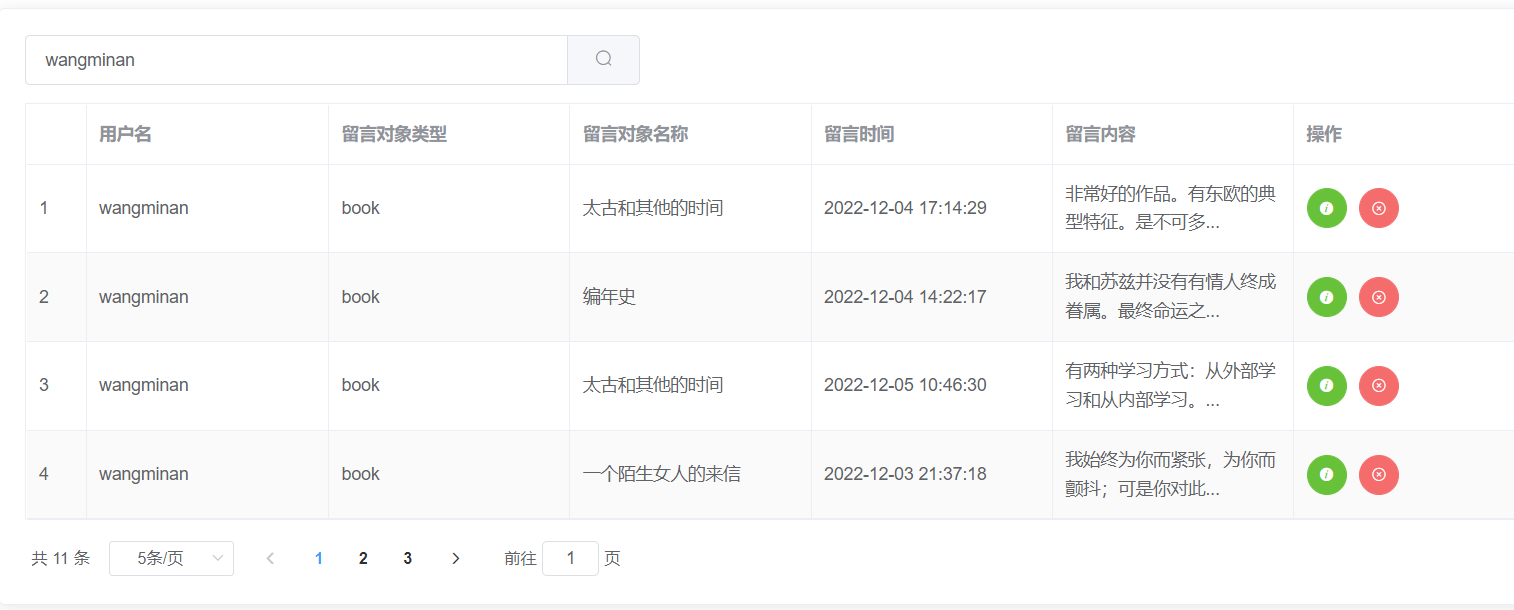 wangminan
用户名 留言对象类型 留言对象名称 留言时间 留言内容 操作
1 wangminan book 太古和其他的时间 2022-12-04 17:14:29 非常好的作品。有东欧的典
型特征。是不可多...
2 wangminan book 编年史 2022-12-04 14:22:17 我和苏兹并没有有情人终成
眷属。最终命运之...
3 wangminan book 太古和其他的时间 2022-12-05 10:46:30 有两种学习方式：从外部学
习和从内部学习。...
4 wangminan book 一个陌生女人的来信 2022-12-03 21:37:18 我始终为你而紧张，为你而
颤抖；可是你对此...
共 11 条 5条/页 1 2 3 前往 1 页